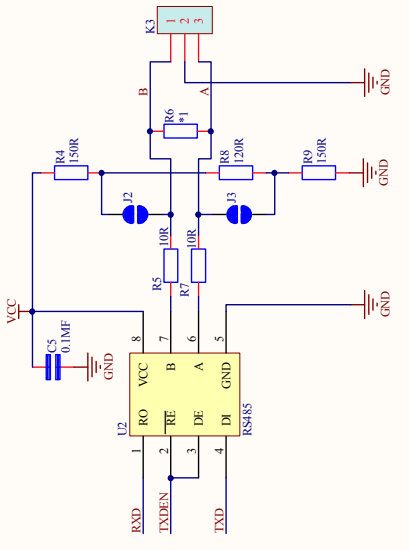 K3
1
2
3
B
A
R6
*1
GND
R4
150R
R8
120R
R9
150R
GND
J2
J3
R5
10R
R7
10R
VCC
C5
0.1MF
GND
GND
8
7
6
5
VCC
B
A
GND
U2
RO
RE
DE
DI
RS485
1
2
3
4
RXD
TXDEN
TXD